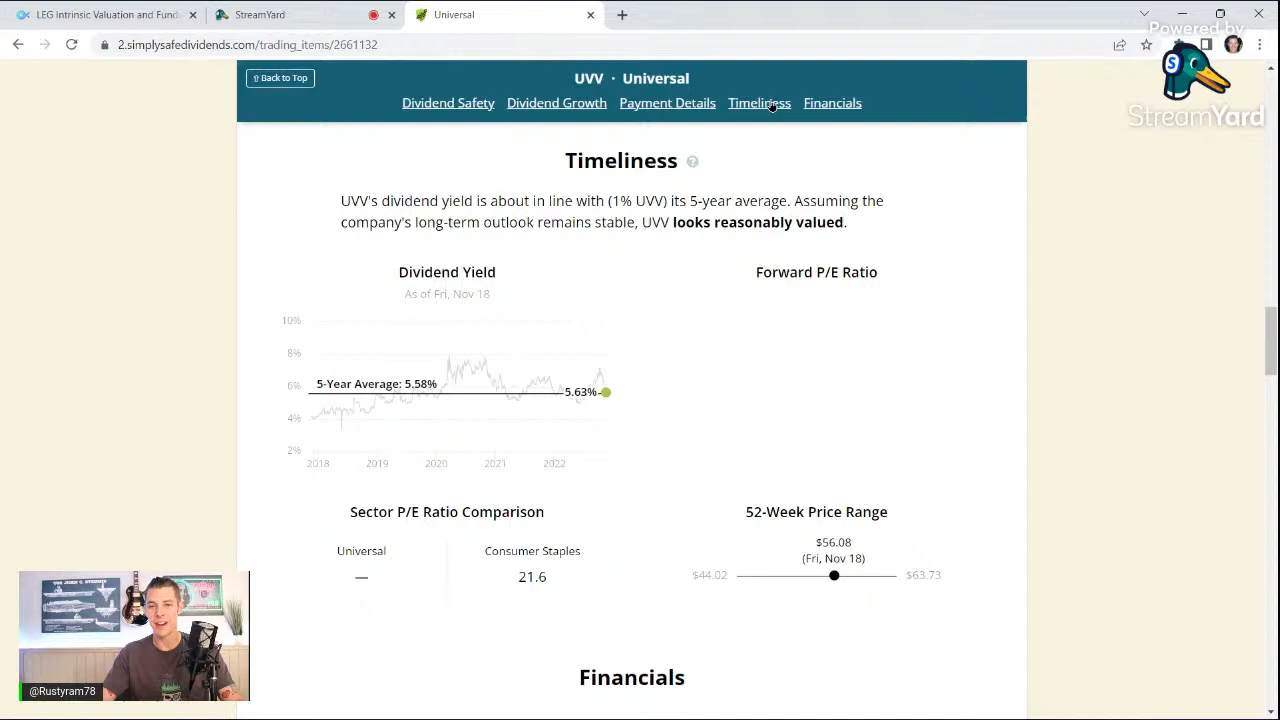 LEG Intrinsic Valuation and Fund
StreamYard
Universal
2.simplysafedividends.com/trading_items/2661132
Powered by
StreamYard
Back to Top
UVV · Universal
Dividend Safety
Dividend Growth
Payment Details
Timeliness
Financials
Timeliness
UVV's dividend yield is about in line with (1% UVV) its 5-year average. Assuming the
company's long-term outlook remains stable, UVV looks reasonably valued.
Dividend Yield
As of Fri, Nov 18
10%
8%
6%
4%
2%
5-Year Average: 5.58%
5.63%
2018
2019
2020
2021
2022
Forward P/E Ratio
Sector P/E Ratio Comparison
Universal
—
Consumer Staples
21.6
52-Week Price Range
$56.08
(Fri, Nov 18)
$44.02
$63.73
@Rustyram78
Financials